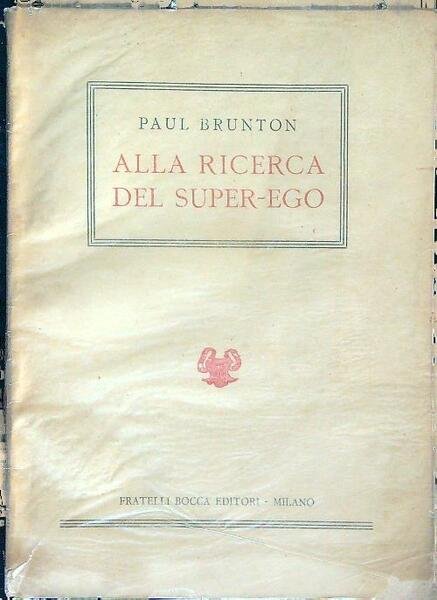 PAUL BRUNTON
ALLA RICERCA
DEL SUPER-EGO
FRATELLI BOCCA EDITORI - MILANO